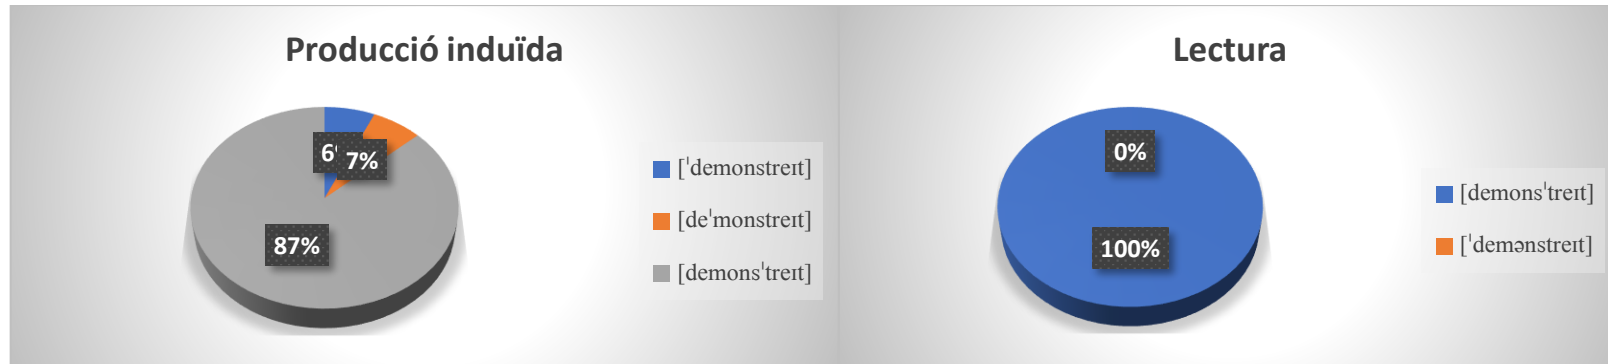 Producció induïda
6%
7%
87%
[ˈdemonstreɪt]
[deˈmonstreɪt]
[demonsˈtreɪt]
Lectura
0%
100%
[demonsˈtreɪt]
[ˈdemənstreɪt]